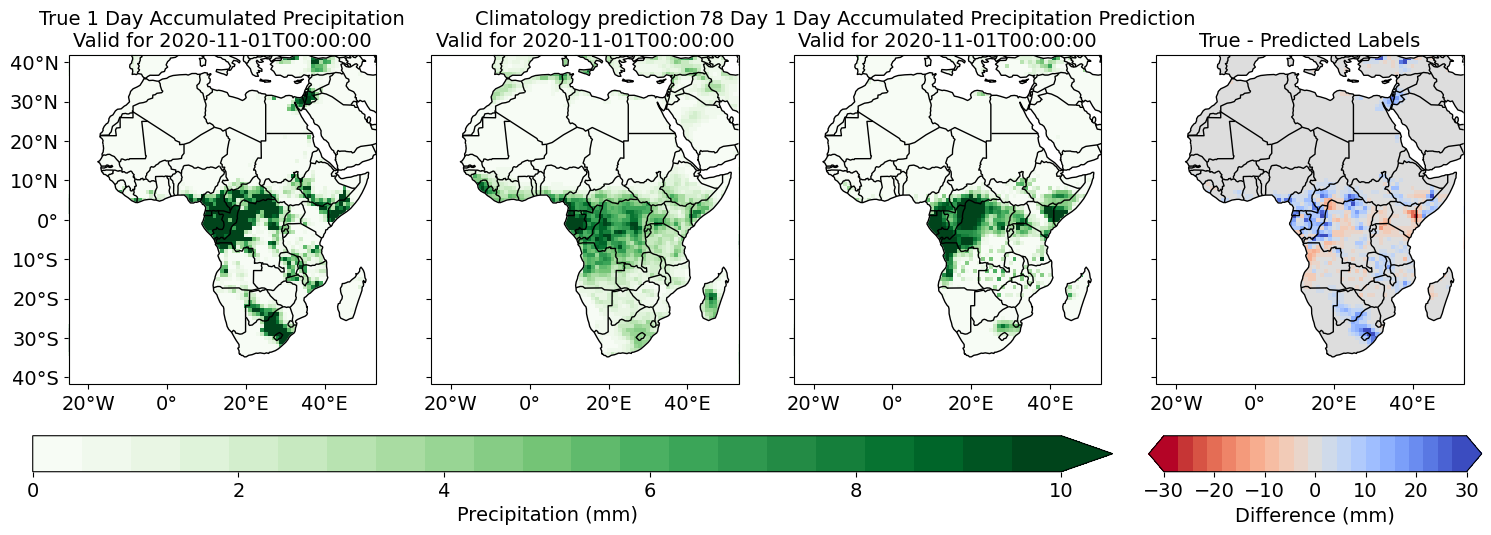 True 1 Day Accumulated Precipitation
Valid for 2020-11-01T00:00:00
Climatology prediction
Valid for 2020-11-01T00:00:00
78 Day 1 Day Accumulated Precipitation Prediction
Valid for 2020-11-01T00:00:00
True - Predicted Labels
40°N
30°N
20°N
10°N
0°
10°S
20°S
30°S
40°S
20°W 0° 20°E 40°E
20°W 0° 20°E 40°E
20°W 0° 20°E 40°E
20°W 0° 20°E 40°E
0 2 4 6 8 10
Precipitation (mm)
−30 −20 −10 0 10 20 30
Difference (mm)